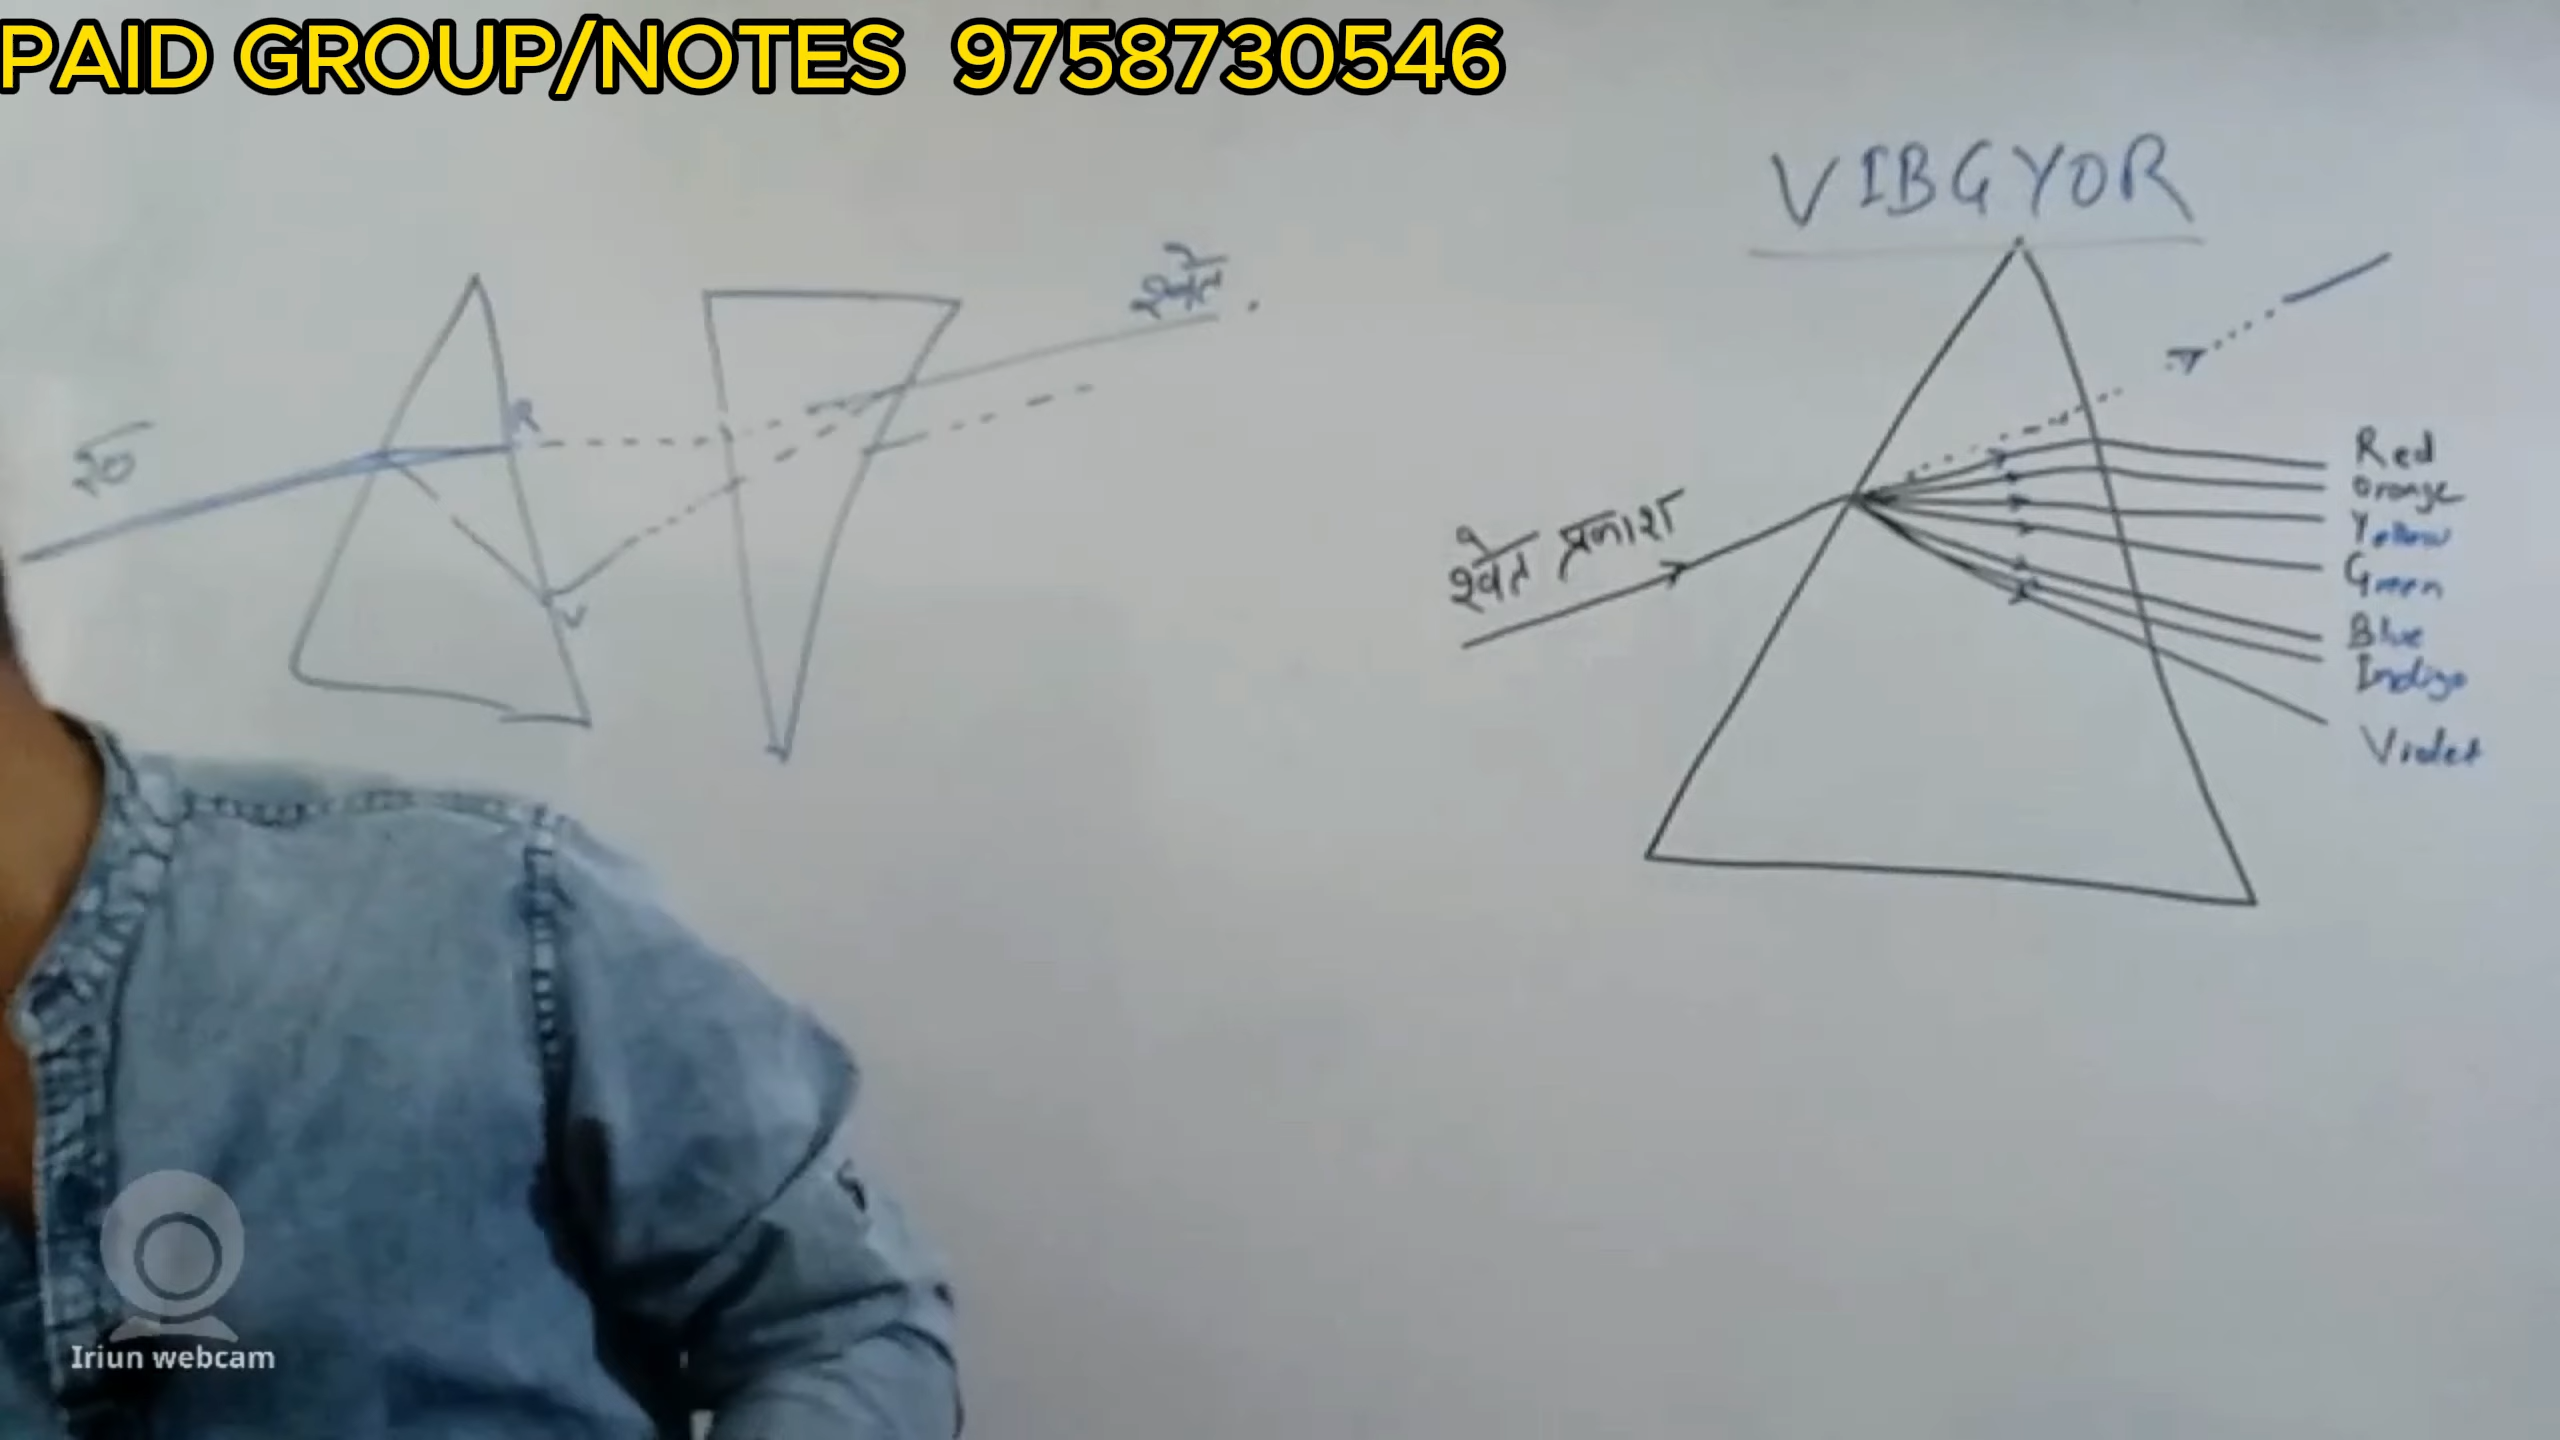 PAID GROUP/NOTES 9758730546
VIBGYOR
श्वेत
R
V
श्वेत प्रकाश
Red
Orange
Yellow
Green
Blue
Indigo
Violet
Iriun webcam